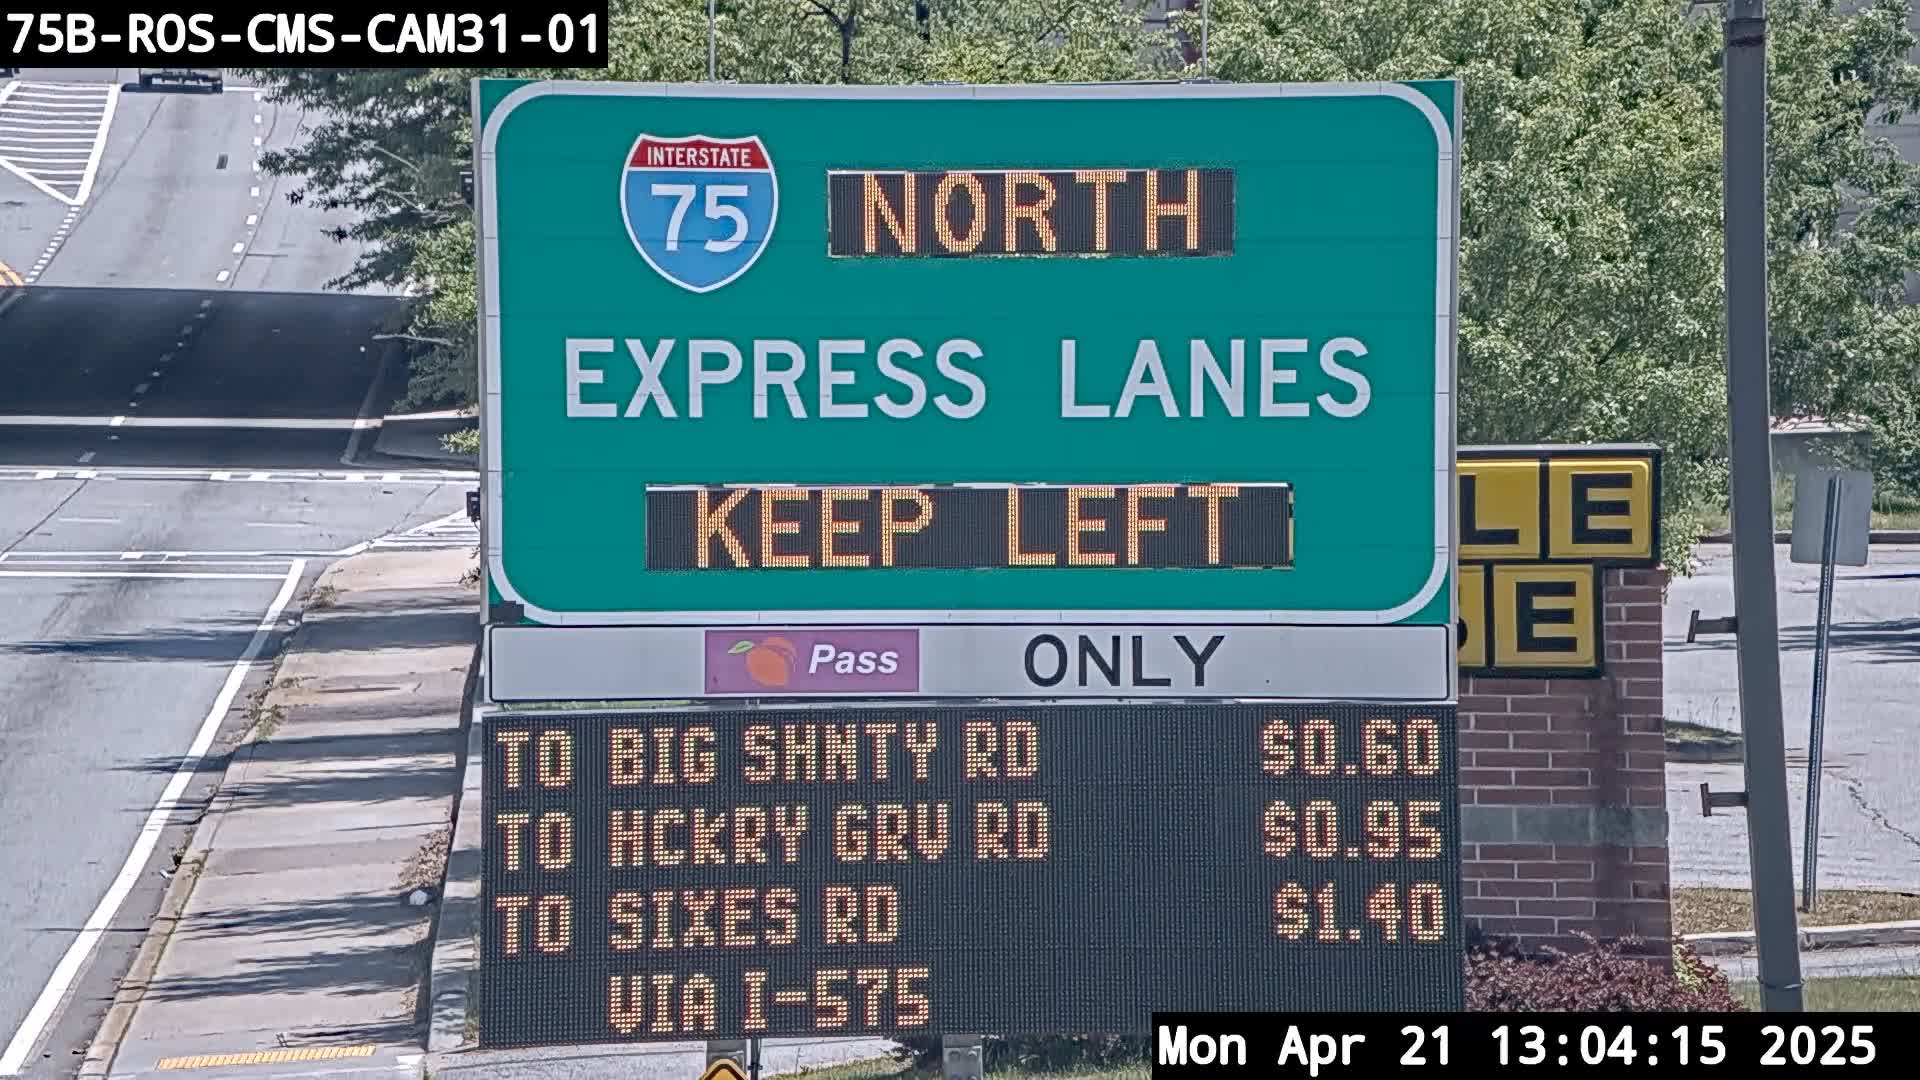 75B-ROS-CMS-CAM31-01
INTERSTATE
75
NORTH
EXPRESS LANES
KEEP LEFT
LE
E
Pass ONLY
TO BIG SHNTY RD $0.60
TO HCKRY GRV RD $0.95
TO SIXES RD $1.40
VIA I-575
Mon Apr 21 13:04:15 2025